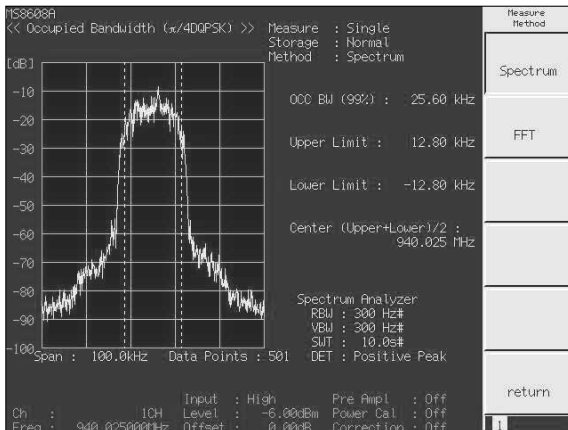 MS8608A
<< Occupied Bandwidth (π/4DQPSK) >>
Measure : Single
Storage : Normal
Method : Spectrum
Measure
Method
[dB]
-10
-20
-30
-40
-50
-60
-70
-80
-90
-100
OCC BW (99%) : 25.60 kHz
Upper Limit : 12.80 kHz
Lower Limit : -12.80 kHz
Center (Upper+Lower)/2 :
940.025 MHz
Spectrum Analyzer
RBW : 300 Hz#
VBW : 300 Hz#
SWT : 10.0s#
DET : Positive Peak
Span : 100.0kHz Data Points : 501
Input : High Pre Ampl : Off
Ch : 1CH Level : -6.00dBm Power Cal : Off
Freq : 940.025000MHz Offset : 0.00dB Correction : Off
Spectrum
FFT
return
1